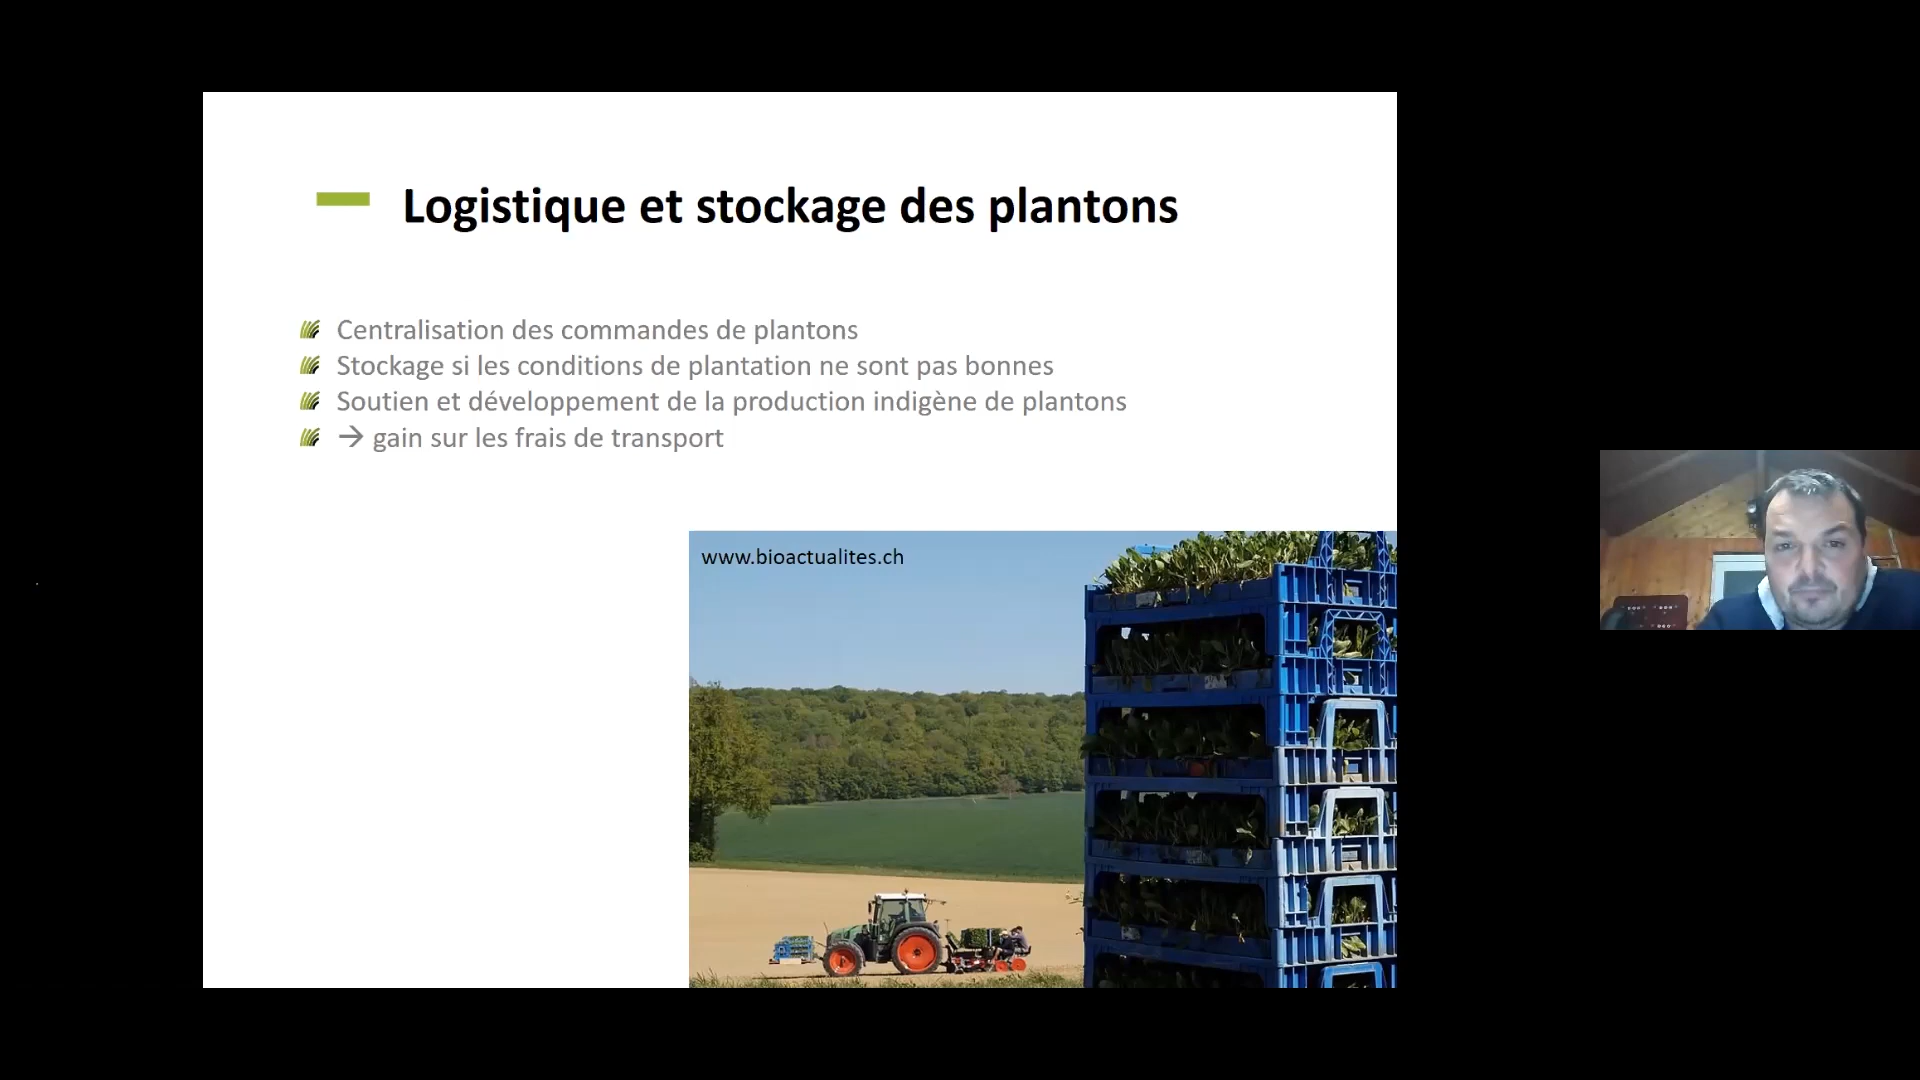 Logistique et stockage des plantons
Centralisation des commandes de plantons
Stockage si les conditions de plantation ne sont pas bonnes
Soutien et développement de la production indigène de plantons
→ gain sur les frais de transport
www.bioactualites.ch